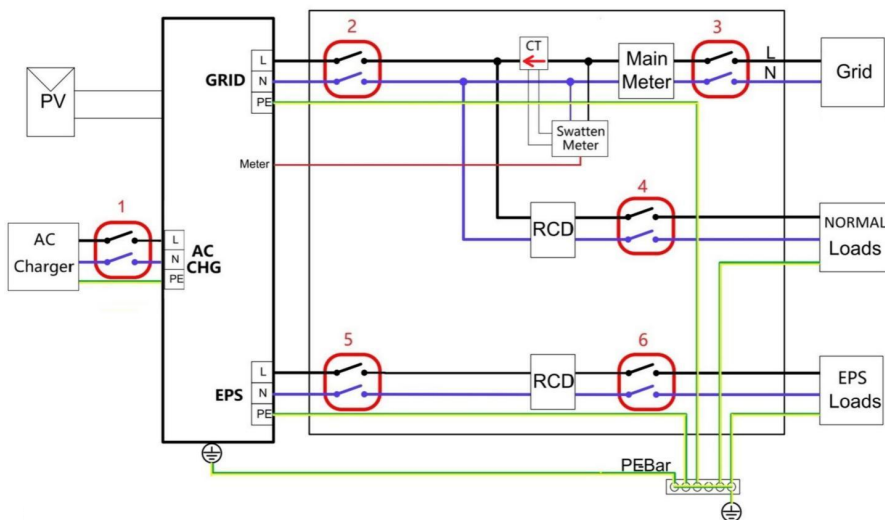 2
CT
3
L
GRID
N
PE
Main
Meter
L
N
Grid
PV
Swatten
Meter
Meter
1
4
AC
Charger
L
N
PE
AC
CHG
RCD
NORMAL
Loads
5
6
L
EPS
N
PE
RCD
EPS
Loads
PEBar